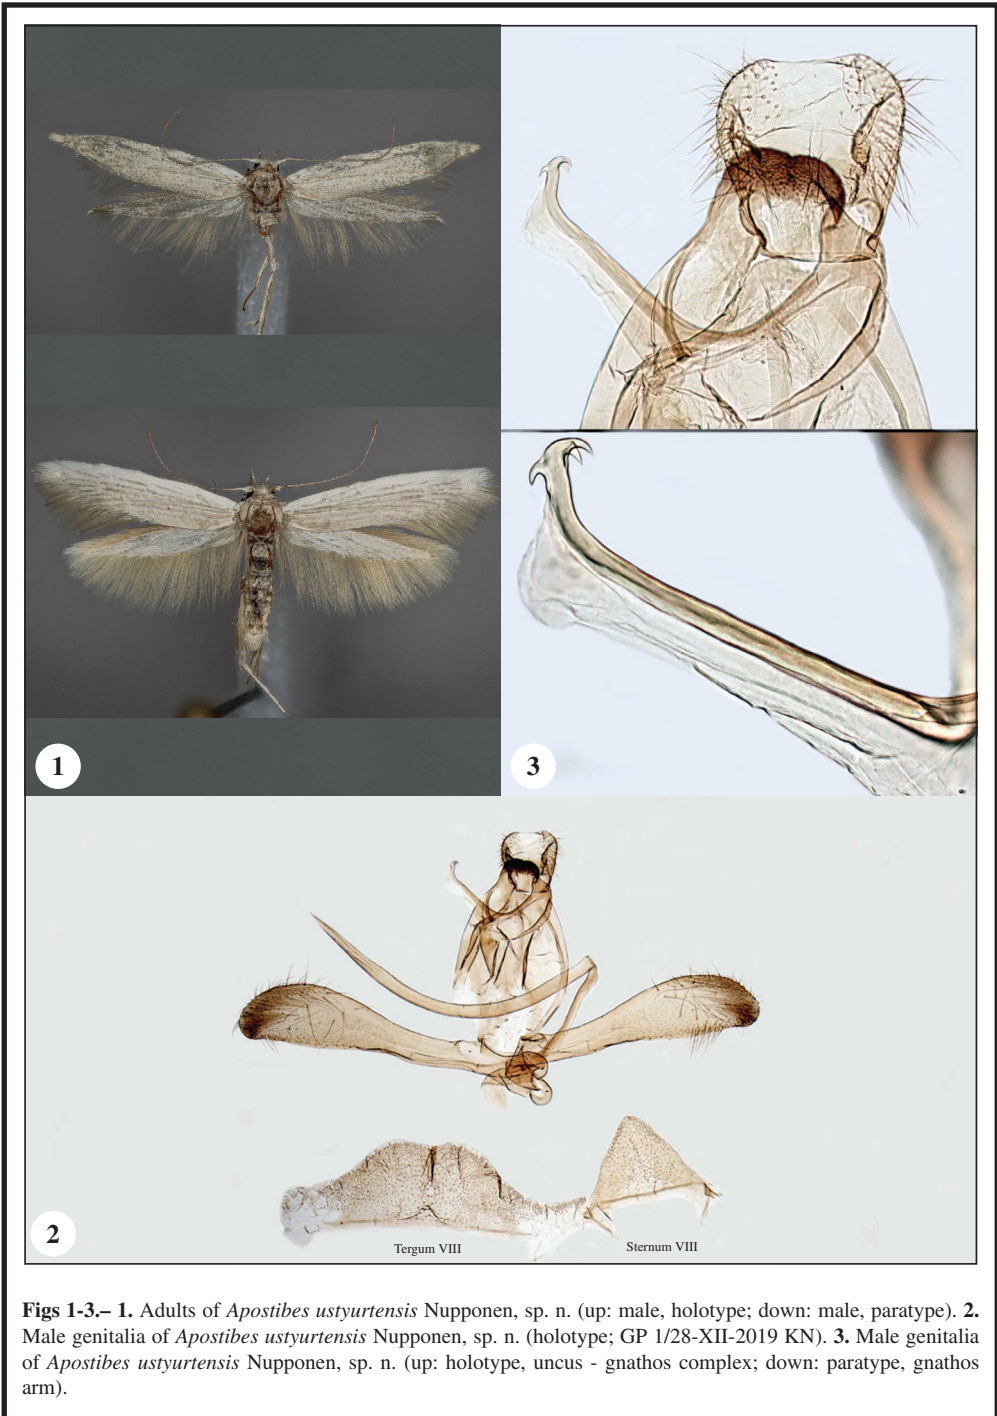 1
3
2
Tergum VIII
Sternum VIII
Figs 1-3.– 1. Adults of Apostibes ustyurtensis Nupponen, sp. n. (up: male, holotype; down: male, paratype). 2.
Male genitalia of Apostibes ustyurtensis Nupponen, sp. n. (holotype; GP 1/28-XII-2019 KN). 3. Male genitalia
of Apostibes ustyurtensis Nupponen, sp. n. (up: holotype, uncus - gnathos complex; down: paratype, gnathos
arm).